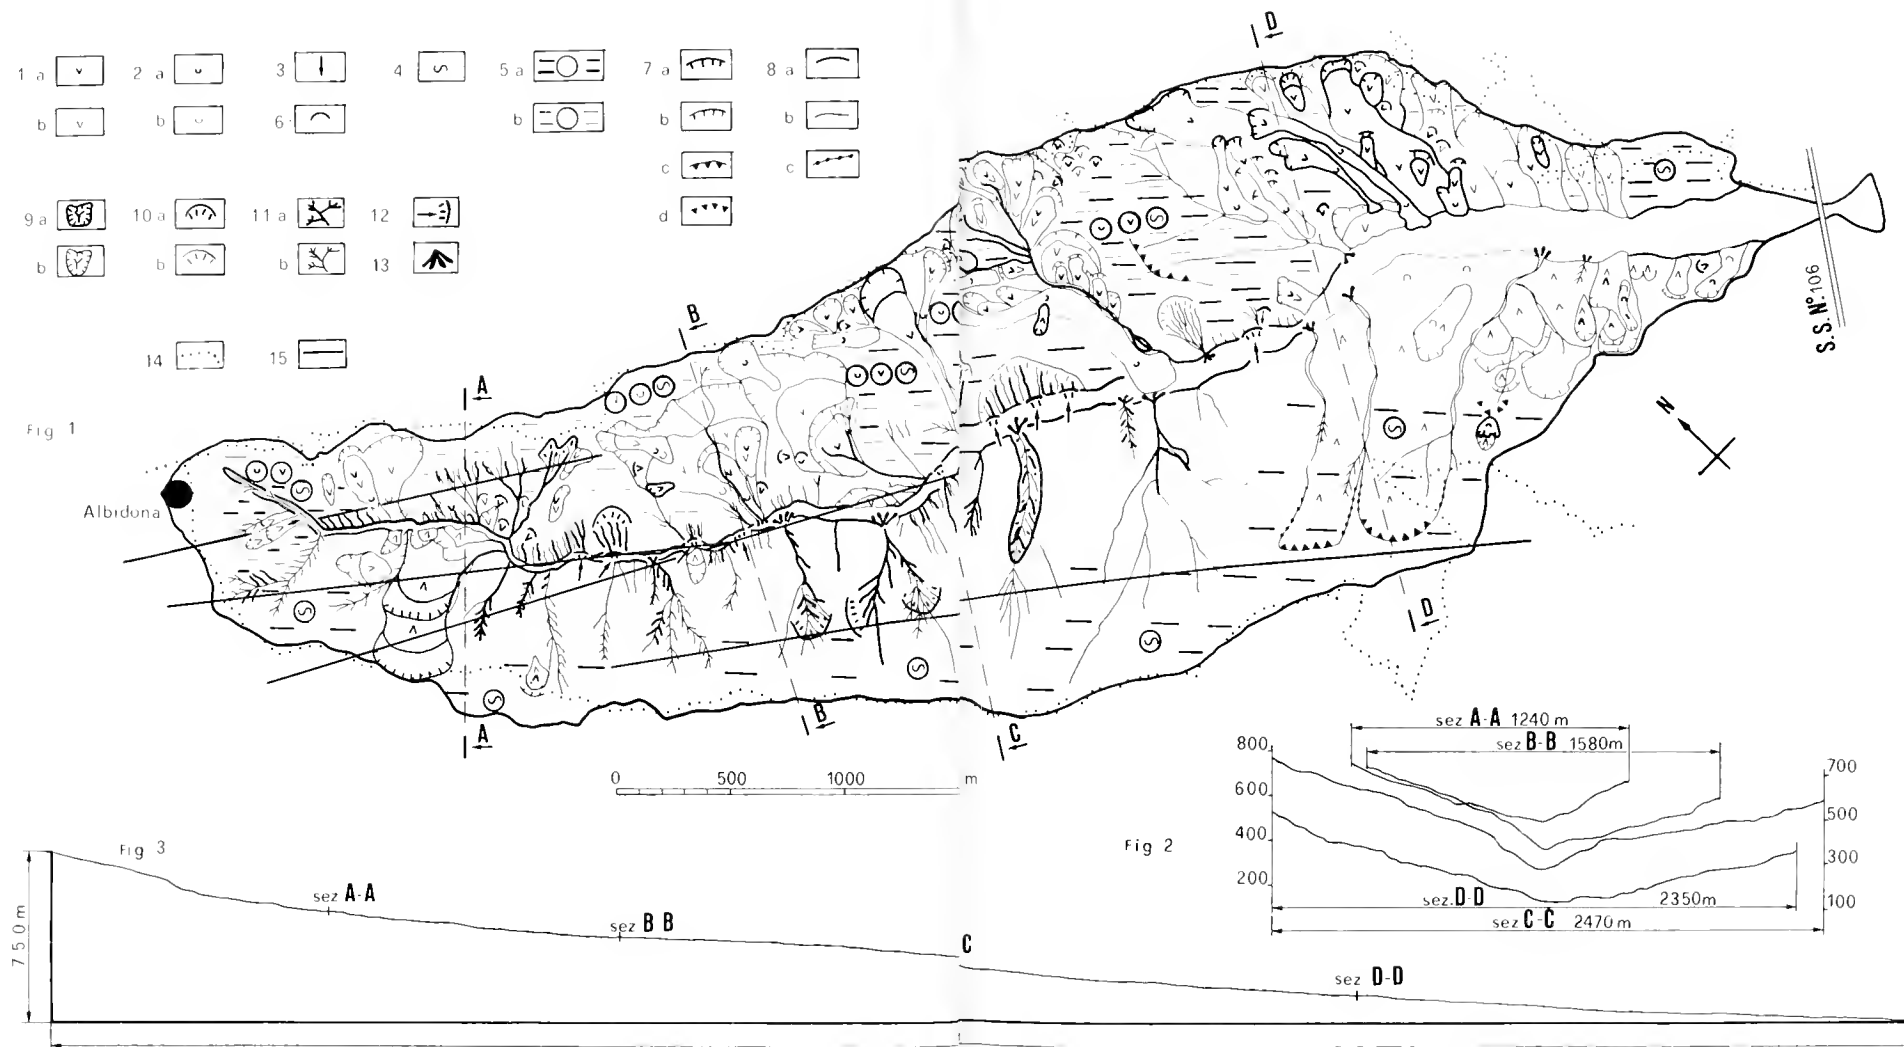 1 a 2 a 3 4 5 a 7 a 8 a
b b 6 b b b
c c
d
9 a 10 a 11 a 12
b b b 13
14 15
Fig 1
Albidona
A
A
B
B
C
D
D
N
S.S. N° 106
0 500 1000 m
Fig 2
sez A-A 1240 m
sez B-B 1580m
800
600
400
200
700
500
300
100
sez. D-D 2350m
sez C-C 2470 m
Fig 3
750m
sez A-A
sez B B
C
sez D-D